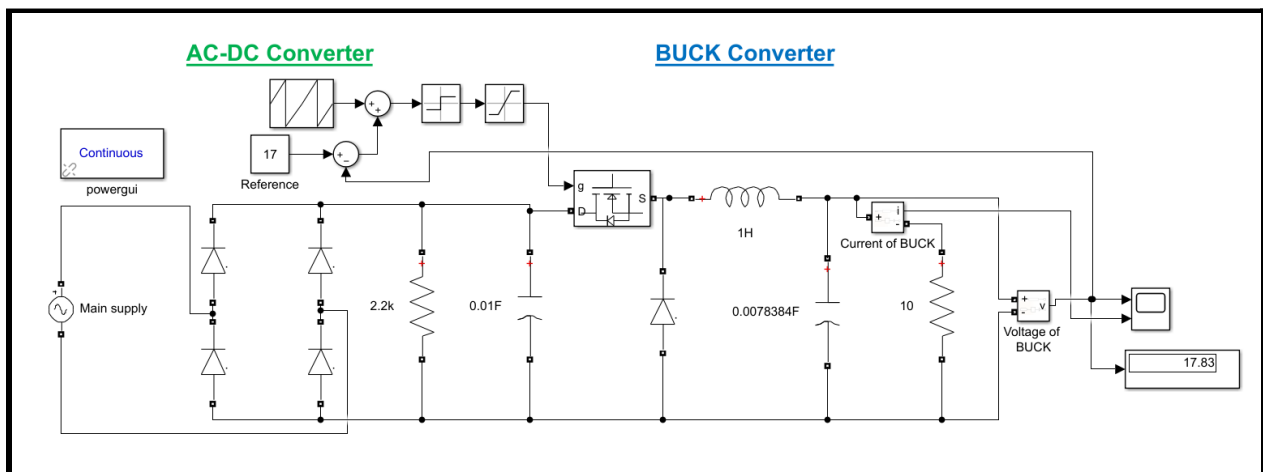 AC-DC Converter
BUCK Converter
Continuous
powergui
17
Reference
g
D
S
1H
+
i
-
Current of BUCK
Main supply
2.2k
0.01F
0.0078384F
10
+
-
v
Voltage of
BUCK
17.83